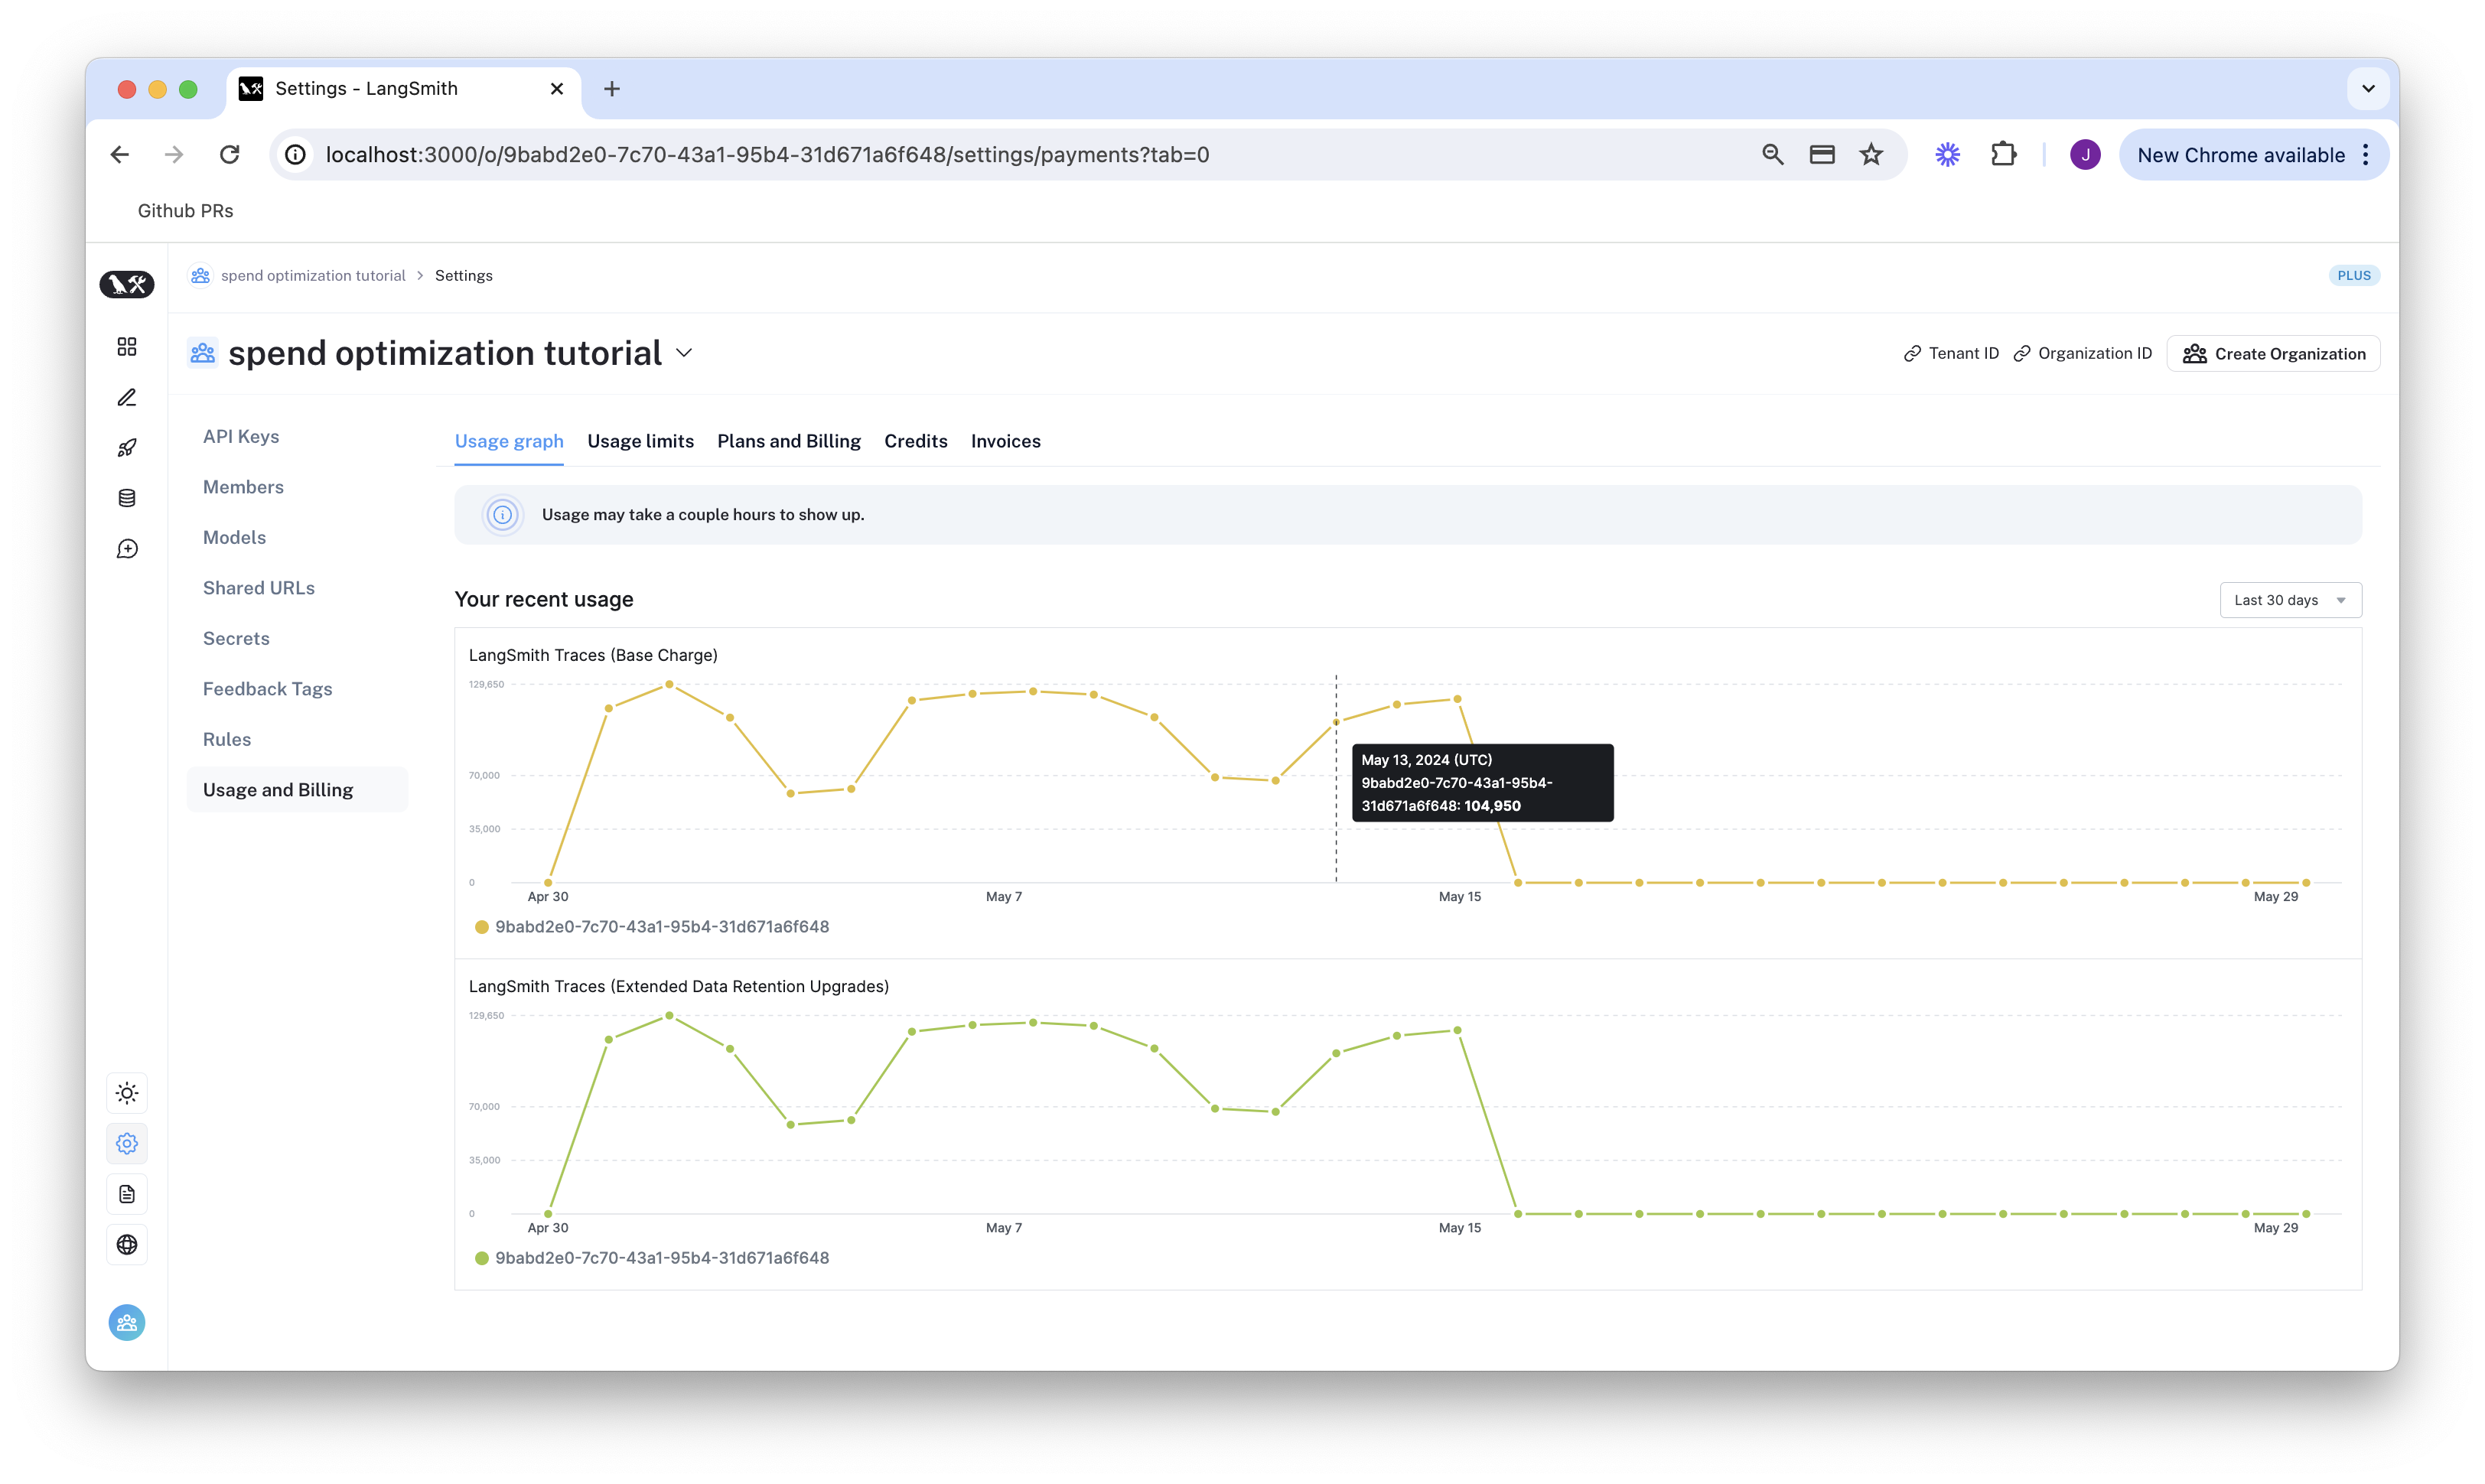 Settings - LangSmith
localhost:3000/o/9babd2e0-7c70-43a1-95b4-31d671a6f648/settings/payments?tab=0
J
New Chrome available
Github PRs
spend optimization tutorial > Settings
PLUS
spend optimization tutorial
Tenant ID
Organization ID
Create Organization
API Keys
Members
Models
Shared URLs
Secrets
Feedback Tags
Rules
Usage and Billing
Usage graph
Usage limits
Plans and Billing
Credits
Invoices
Usage may take a couple hours to show up.
Your recent usage
Last 30 days
LangSmith Traces (Base Charge)
129,650
70,000
35,000
0
May 13, 2024 (UTC)
9babd2e0-7c70-43a1-95b4-
31d671a6f648: 104,950
Apr 30
May 7
May 15
May 29
9babd2e0-7c70-43a1-95b4-31d671a6f648
LangSmith Traces (Extended Data Retention Upgrades)
129,650
70,000
35,000
0
Apr 30
May 7
May 15
May 29
9babd2e0-7c70-43a1-95b4-31d671a6f648